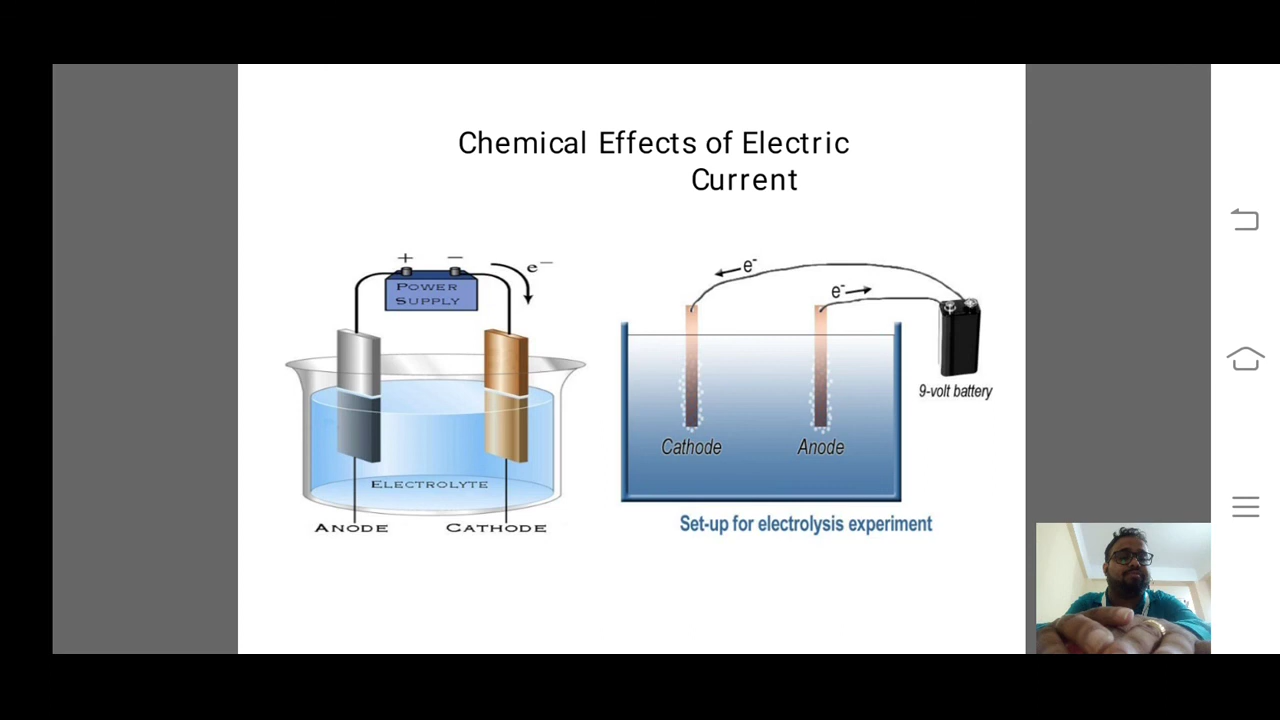 Chemical Effects of Electric
Current
+ −
e−
POWER
SUPPLY
ELECTROLYTE
ANODE
CATHODE
e-
e-
9-volt battery
Cathode
Anode
Set-up for electrolysis experiment